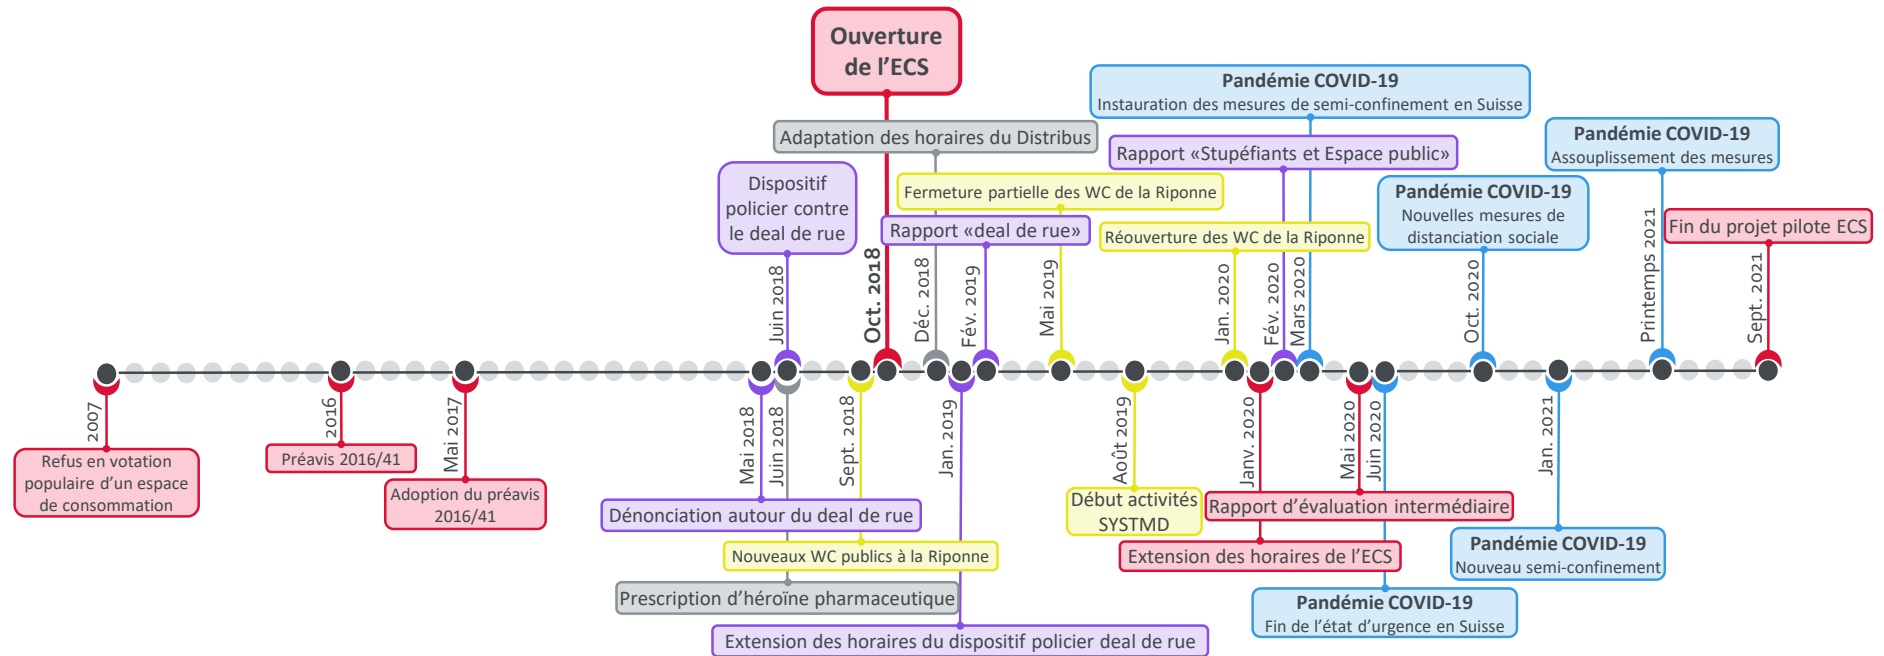 Ouverture
de l'ECS
Pandémie COVID-19
Instauration des mesures de semi-confinement en Suisse
Adaptation des horaires du Distribus
Pandémie COVID-19
Assouplissement des mesures
Rapport «Stupéfiants et Espace public»
Dispositif
policier contre
le deal de rue
Fermeture partielle des WC de la Riponne
Pandémie COVID-19
Nouvelles mesures de
distanciation sociale
Rapport «deal de rue»
Réouverture des WC de la Riponne
Fin du projet pilote ECS
Juin 2018
Oct. 2018
Déc. 2018
Fév. 2019
Mai 2019
Jan. 2020
Fév. 2020
Mars 2020
Oct. 2020
Printemps 2021
Sept. 2021
2007
2016
Mai 2017
Mai 2018
Juin 2018
Sept. 2018
Jan. 2019
Août 2019
Janv. 2020
Mai 2020
Juin 2020
Jan. 2021
Refus en votation
populaire d'un espace
de consommation
Préavis 2016/41
Adoption du préavis
2016/41
Dénonciation autour du deal de rue
Début activités
SYSTMD
Rapport d'évaluation intermédiaire
Nouveaux WC publics à la Riponne
Extension des horaires de l'ECS
Pandémie COVID-19
Nouveau semi-confinement
Prescription d'héroïne pharmaceutique
Pandémie COVID-19
Fin de l'état d'urgence en Suisse
Extension des horaires du dispositif policier deal de rue